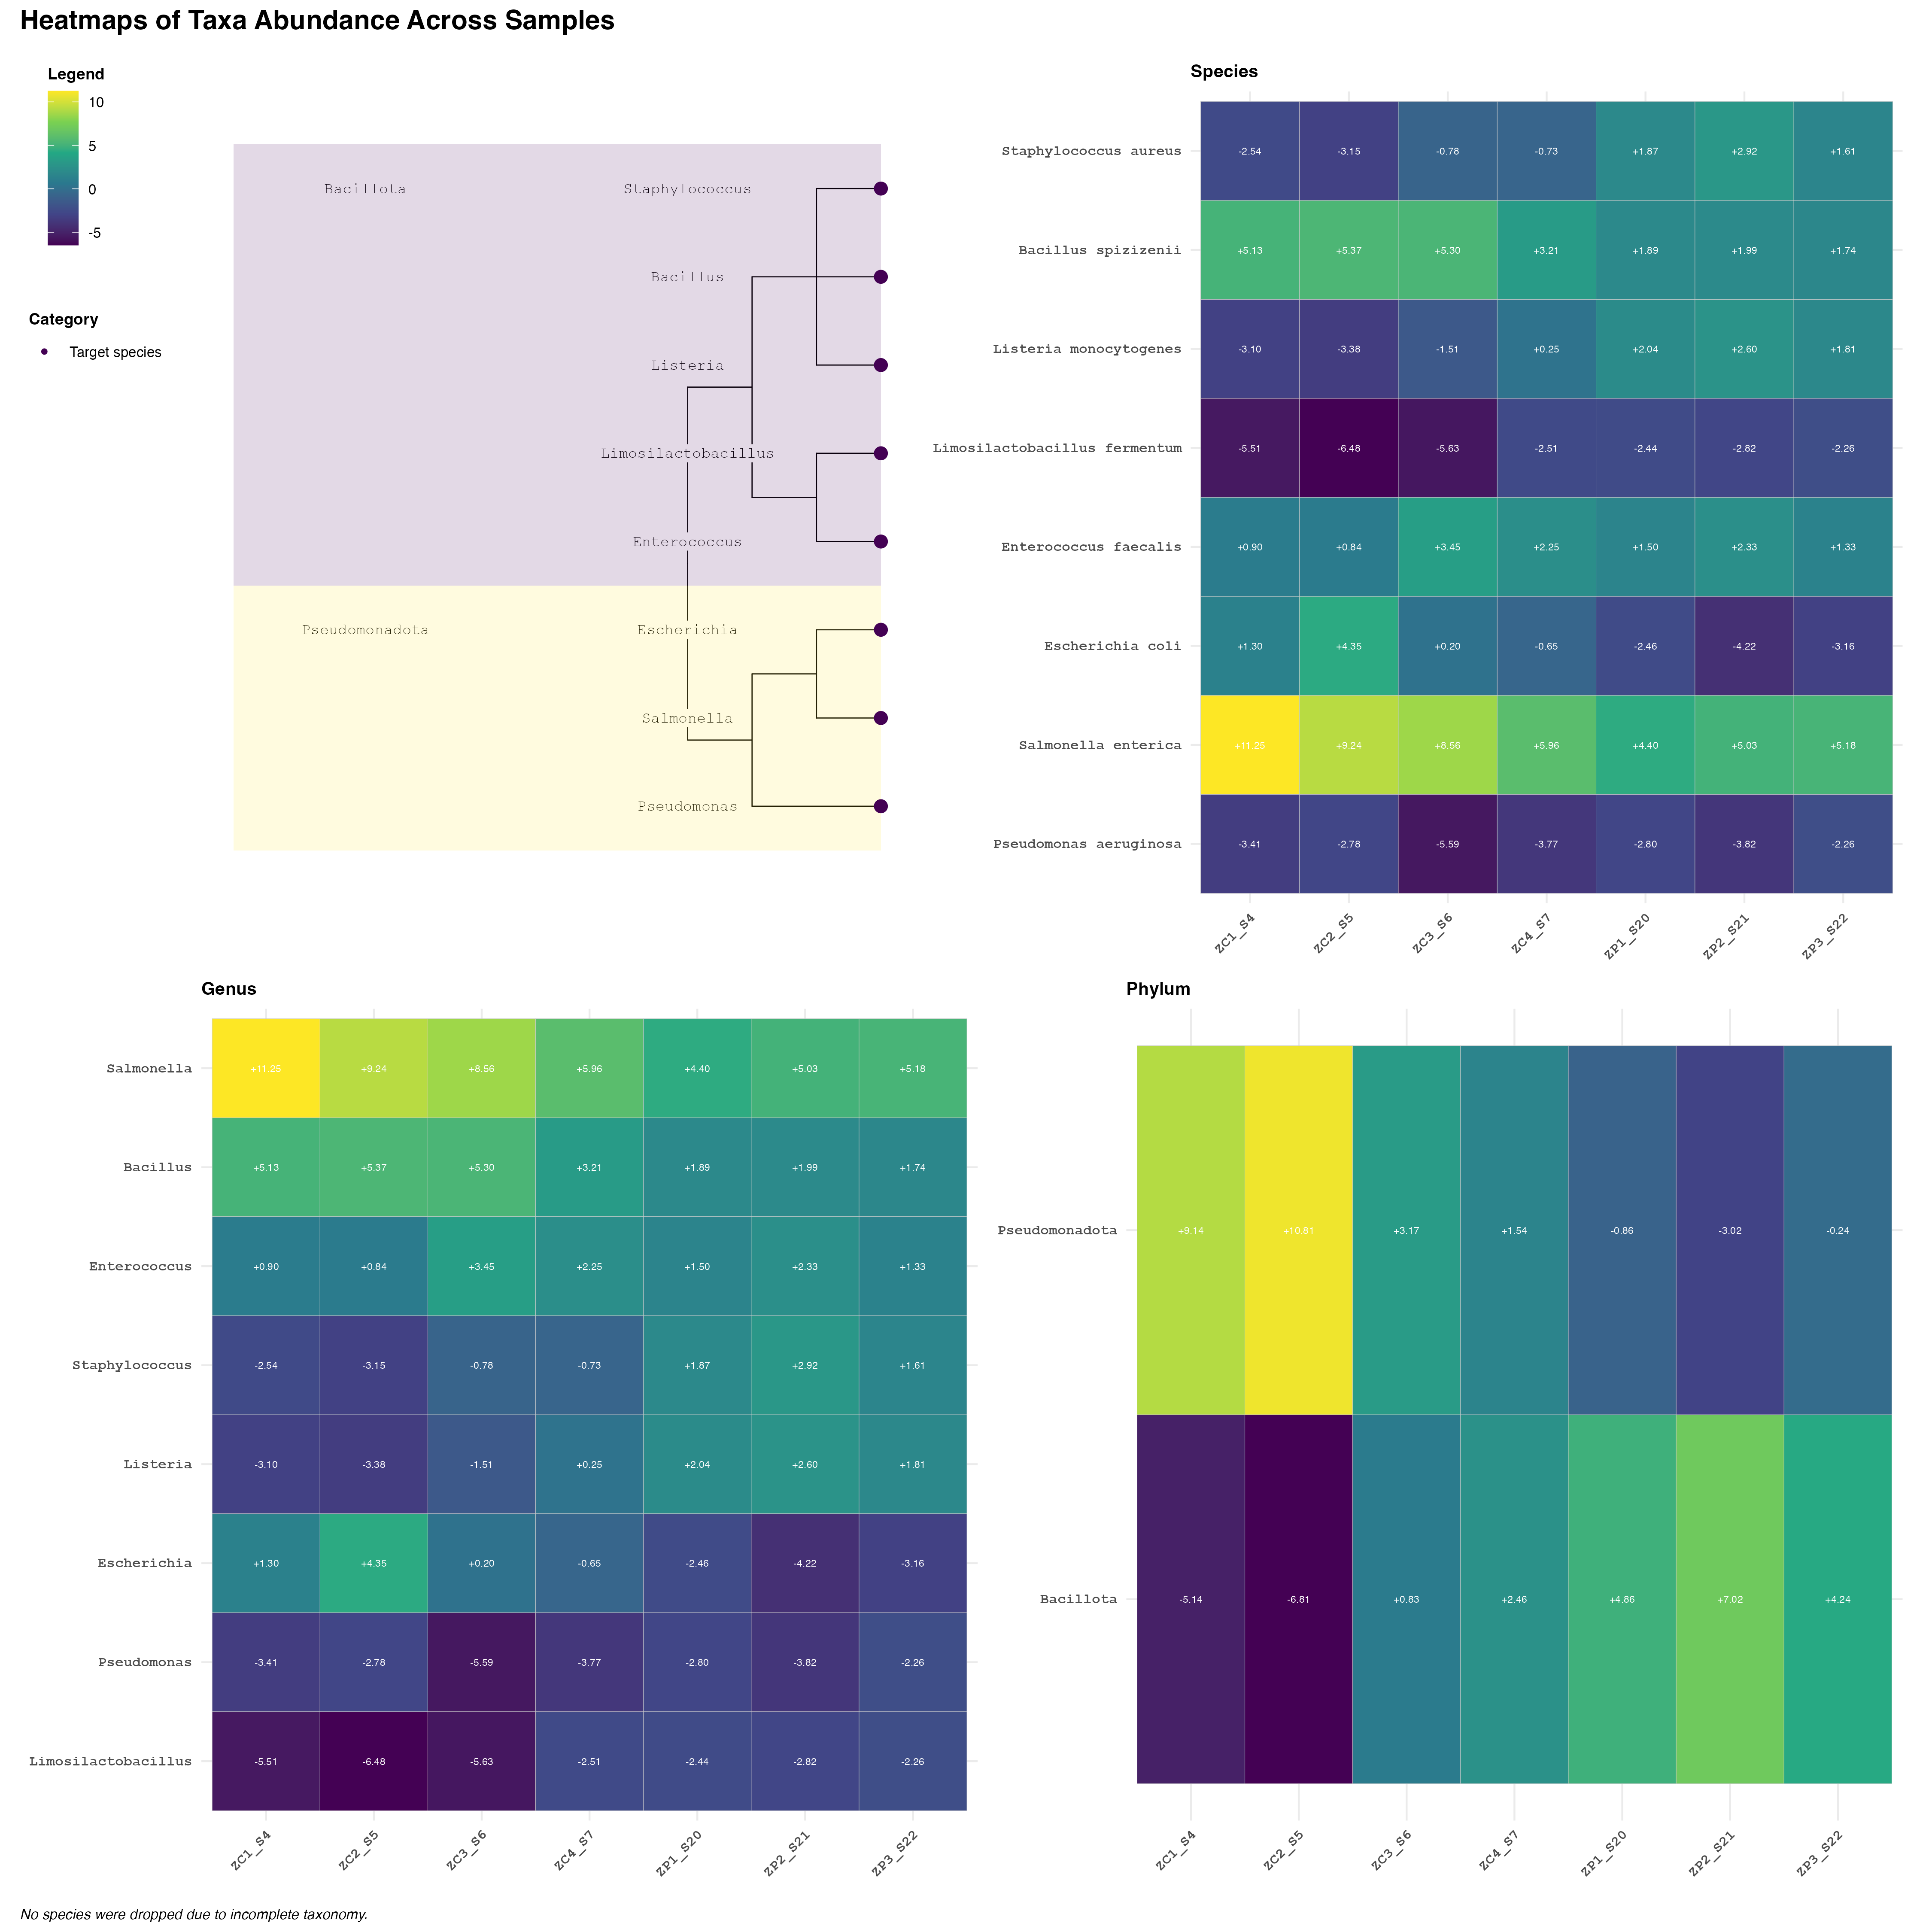 Heatmaps of Taxa Abundance Across Samples
Legend
10
5
0
-5
Category
Target species
Bacillota
Staphylococcus
Bacillus
Listeria
Limosilactobacillus
Enterococcus
Pseudomonadota
Escherichia
Salmonella
Pseudomonas
Species
Staphylococcus aureus -2.54 -3.15 -0.78 -0.73 +1.87 +2.92 +1.61
Bacillus spizizenii +5.13 +5.37 +5.30 +3.21 +1.89 +1.99 +1.74
Listeria monocytogenes -3.10 -3.38 -1.51 +0.25 +2.04 +2.60 +1.81
Limosilactobacillus fermentum -5.51 -6.48 -5.63 -2.51 -2.44 -2.82 -2.26
Enterococcus faecalis +0.90 +0.84 +3.45 +2.25 +1.50 +2.33 +1.33
Escherichia coli +1.30 +4.35 +0.20 -0.65 -2.46 -4.22 -3.16
Salmonella enterica +11.25 +9.24 +8.56 +5.96 +4.40 +5.03 +5.18
Pseudomonas aeruginosa -3.41 -2.78 -5.59 -3.77 -2.80 -3.82 -2.26
ZC1_S4 ZC2_S5 ZC3_S6 ZC4_S7 ZP1_S20 ZP2_S21 ZP3_S22
Genus
Salmonella +11.25 +9.24 +8.56 +5.96 +4.40 +5.03 +5.18
Bacillus +5.13 +5.37 +5.30 +3.21 +1.89 +1.99 +1.74
Enterococcus +0.90 +0.84 +3.45 +2.25 +1.50 +2.33 +1.33
Staphylococcus -2.54 -3.15 -0.78 -0.73 +1.87 +2.92 +1.61
Listeria -3.10 -3.38 -1.51 +0.25 +2.04 +2.60 +1.81
Escherichia +1.30 +4.35 +0.20 -0.65 -2.46 -4.22 -3.16
Pseudomonas -3.41 -2.78 -5.59 -3.77 -2.80 -3.82 -2.26
Limosilactobacillus -5.51 -6.48 -5.63 -2.51 -2.44 -2.82 -2.26
ZC1_S4 ZC2_S5 ZC3_S6 ZC4_S7 ZP1_S20 ZP2_S21 ZP3_S22
Phylum
Pseudomonadota +9.14 +10.81 +3.17 +1.54 -0.86 -3.02 -0.24
Bacillota -5.14 -6.81 +0.83 +2.46 +4.86 +7.02 +4.24
ZC1_S4 ZC2_S5 ZC3_S6 ZC4_S7 ZP1_S20 ZP2_S21 ZP3_S22
No species were dropped due to incomplete taxonomy.